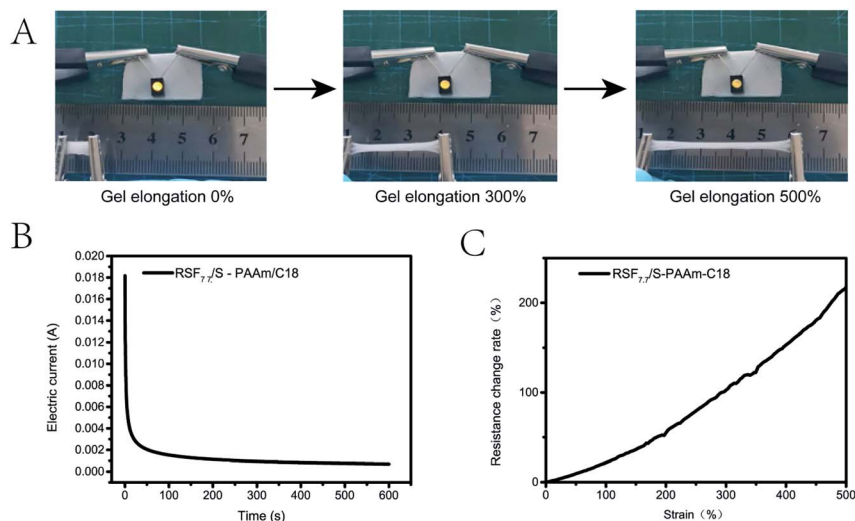 A
3 4 5 6 7
2 3 4 5 6 7
1 2 3 4 5 6 7
Gel elongation 0%
Gel elongation 300%
Gel elongation 500%
B
RSF7.7/S - PAAm/C18
Electric current (A)
0.020
0.018
0.016
0.014
0.012
0.010
0.008
0.006
0.004
0.002
0.000
0 100 200 300 400 500 600
Time (s)
C
RSF7.7/S-PAAm-C18
Resistance change rate (%)
200
100
0
0 100 200 300 400 500
Strain (%)